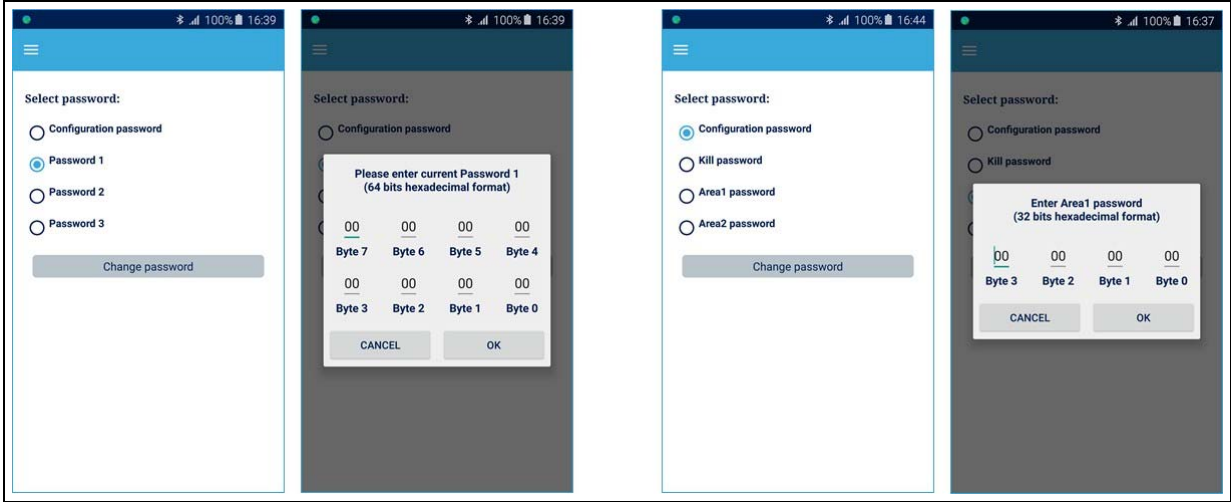 100% 16:39
Select password:
Configuration password
Password 1
Password 2
Password 3
Change password
100% 16:39
Select password:
Configuration password
Please enter current Password 1
(64 bits hexadecimal format)
00 00 00 00
Byte 7 Byte 6 Byte 5 Byte 4
00 00 00 00
Byte 3 Byte 2 Byte 1 Byte 0
CANCEL OK
100% 16:44
Select password:
Configuration password
Kill password
Area1 password
Area2 password
Change password
100% 16:37
Select password:
Configuration password
Kill password
Enter Area1 password
(32 bits hexadecimal format)
00 00 00 00
Byte 3 Byte 2 Byte 1 Byte 0
CANCEL OK